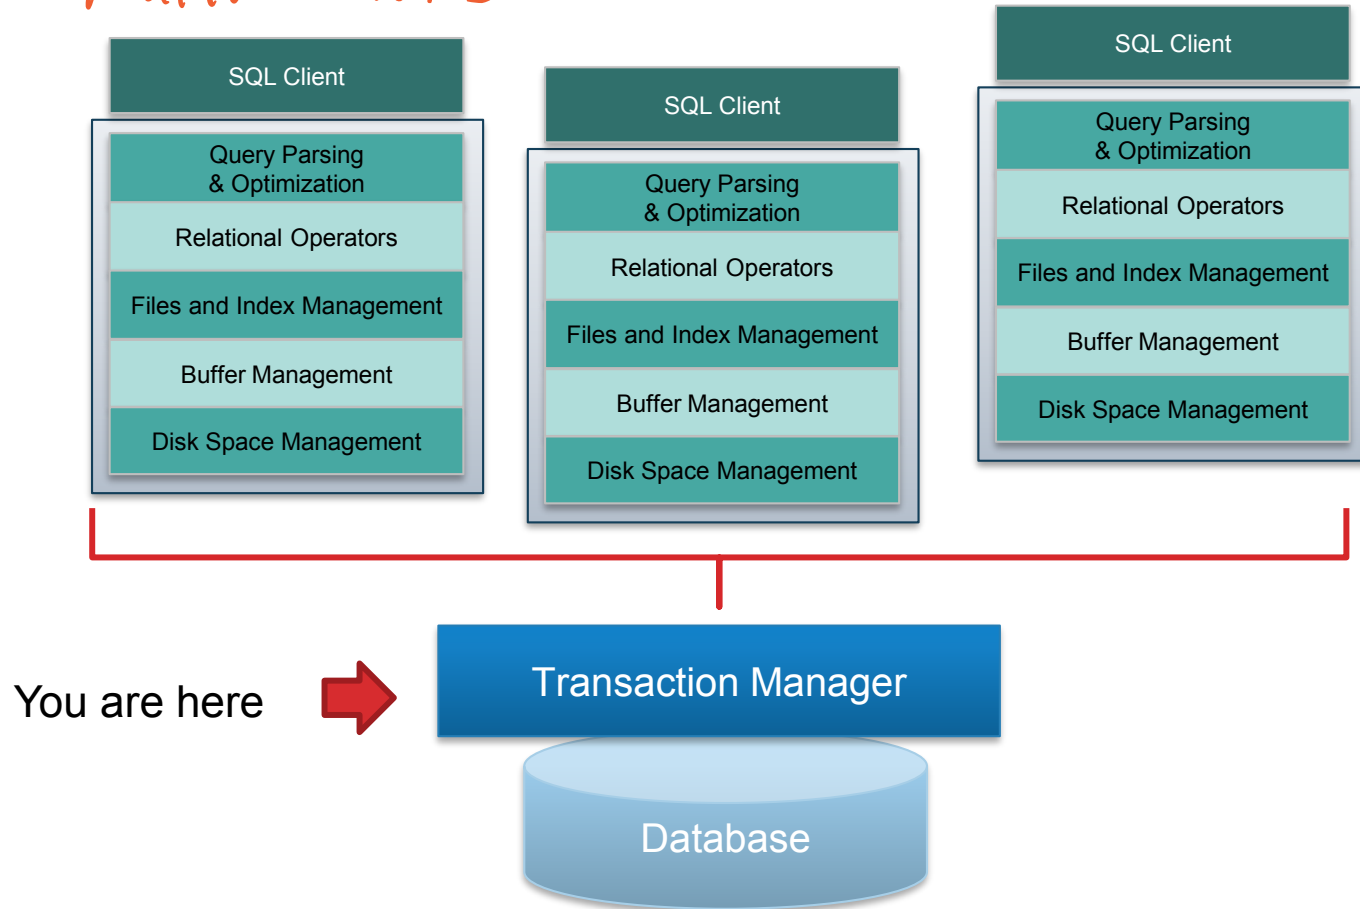 SQL Client
Query Parsing
& Optimization
Relational Operators
Files and Index Management
Buffer Management
Disk Space Management
SQL Client
Query Parsing
& Optimization
Relational Operators
Files and Index Management
Buffer Management
Disk Space Management
SQL Client
Query Parsing
& Optimization
Relational Operators
Files and Index Management
Buffer Management
Disk Space Management
You are here
Transaction Manager
Database